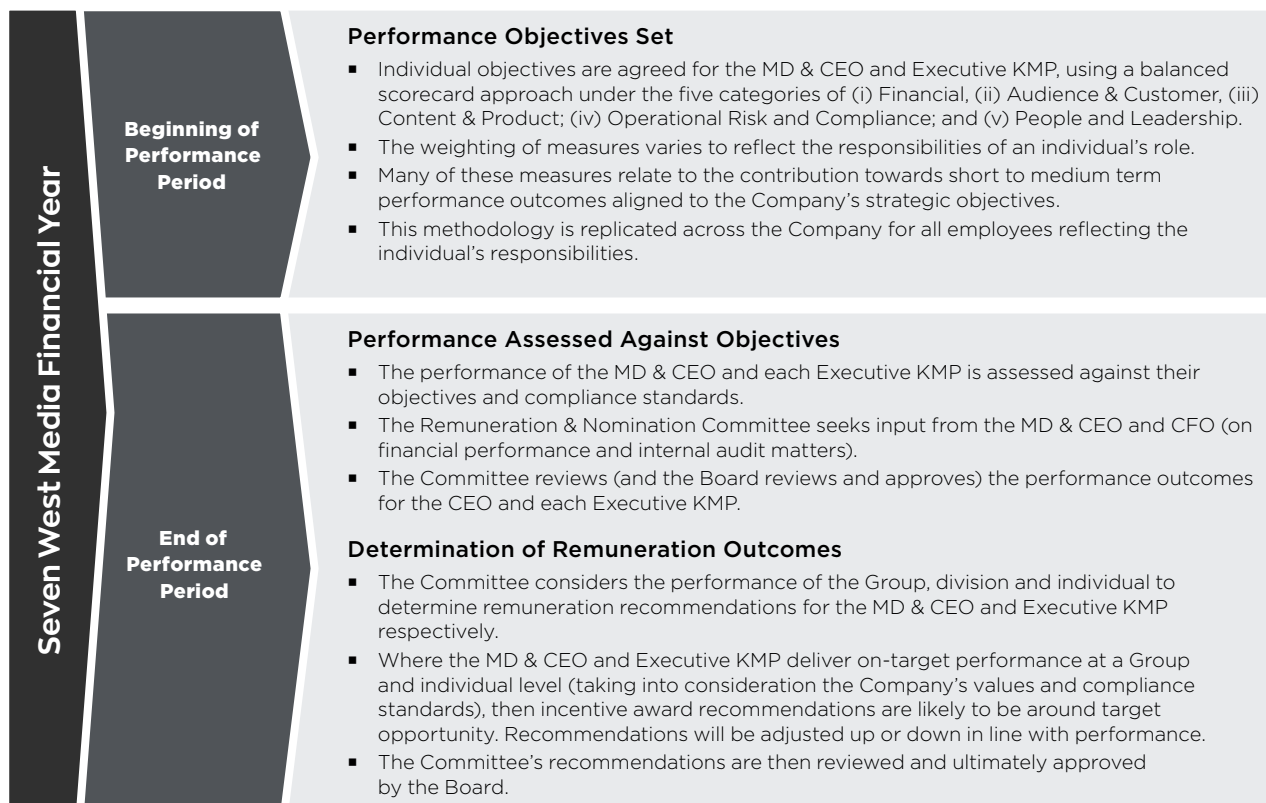 Seven West Media Financial Year
Beginning of
Performance
Period
Performance Objectives Set
▪ Individual objectives are agreed for the MD & CEO and Executive KMP, using a balanced
scorecard approach under the five categories of (i) Financial, (ii) Audience & Customer, (iii)
Content & Product; (iv) Operational Risk and Compliance; and (v) People and Leadership.
▪ The weighting of measures varies to reflect the responsibilities of an individual’s role.
▪ Many of these measures relate to the contribution towards short to medium term
performance outcomes aligned to the Company’s strategic objectives.
▪ This methodology is replicated across the Company for all employees reflecting the
individual’s responsibilities.
End of
Performance
Period
Performance Assessed Against Objectives
▪ The performance of the MD & CEO and each Executive KMP is assessed against their
objectives and compliance standards.
▪ The Remuneration & Nomination Committee seeks input from the MD & CEO and CFO (on
financial performance and internal audit matters).
▪ The Committee reviews (and the Board reviews and approves) the performance outcomes
for the CEO and each Executive KMP.
Determination of Remuneration Outcomes
▪ The Committee considers the performance of the Group, division and individual to
determine remuneration recommendations for the MD & CEO and Executive KMP
respectively.
▪ Where the MD & CEO and Executive KMP deliver on-target performance at a Group
and individual level (taking into consideration the Company’s values and compliance
standards), then incentive award recommendations are likely to be around target
opportunity. Recommendations will be adjusted up or down in line with performance.
▪ The Committee’s recommendations are then reviewed and ultimately approved
by the Board.